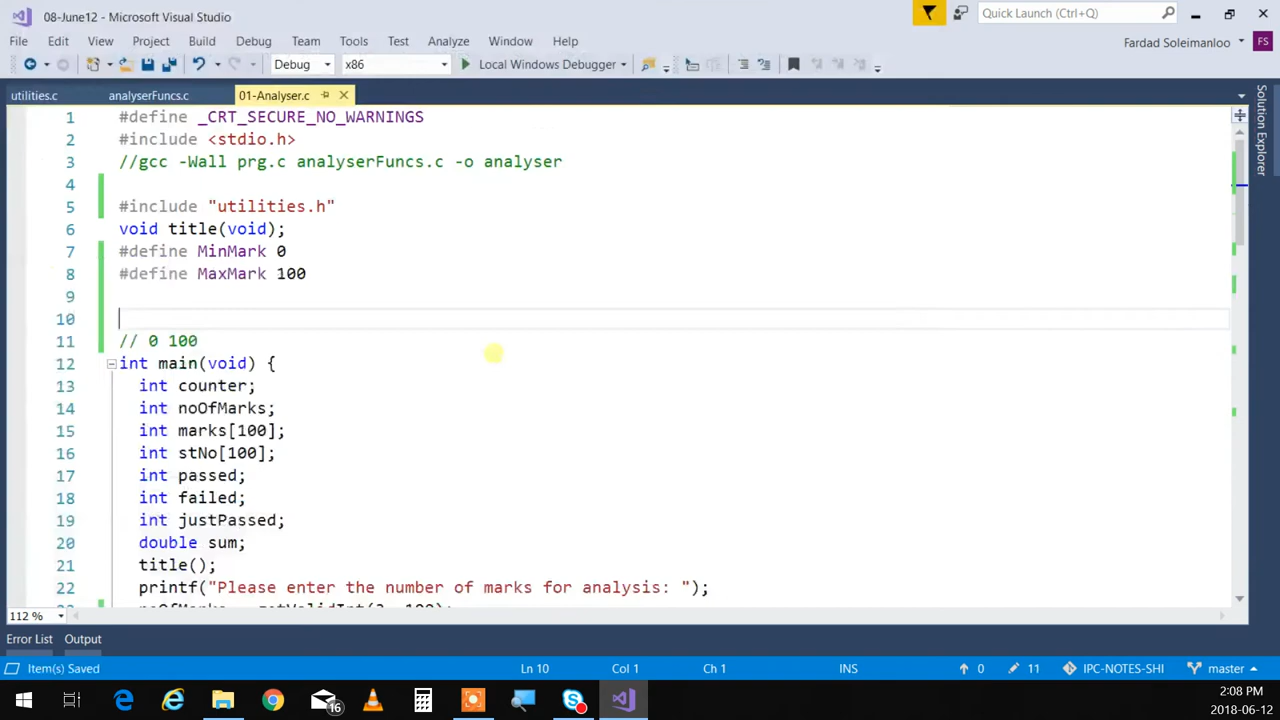 08-June12 - Microsoft Visual Studio
Quick Launch (Ctrl+Q)
File Edit View Project Build Debug Team Tools Test Analyze Window Help
Fardad Soleimanloo FS
Debug x86 Local Windows Debugger
utilities.c analyserFuncs.c 01-Analyser.c
Solution Explorer
1 #define _CRT_SECURE_NO_WARNINGS
2 #include <stdio.h>
3 //gcc -Wall prg.c analyserFuncs.c -o analyser
4
5 #include "utilities.h"
6 void title(void);
7 #define MinMark 0
8 #define MaxMark 100
9
10
11 // 0 100
12 int main(void) {
13 int counter;
14 int noOfMarks;
15 int marks[100];
16 int stNo[100];
17 int passed;
18 int failed;
19 int justPassed;
20 double sum;
21 title();
22 printf("Please enter the number of marks for analysis: ");
112 %
Error List Output
Item(s) Saved Ln 10 Col 1 Ch 1 INS 0 11 IPC-NOTES-SHI master
16
2:08 PM
2018-06-12